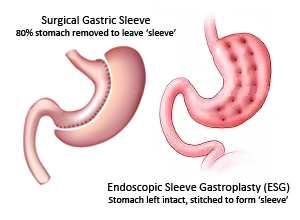 Surgical Gastric Sleeve
80% stomach removed to leave ‘sleeve’
Endoscopic Sleeve Gastroplasty (ESG)
Stomach left intact, stitched to form ‘sleeve’